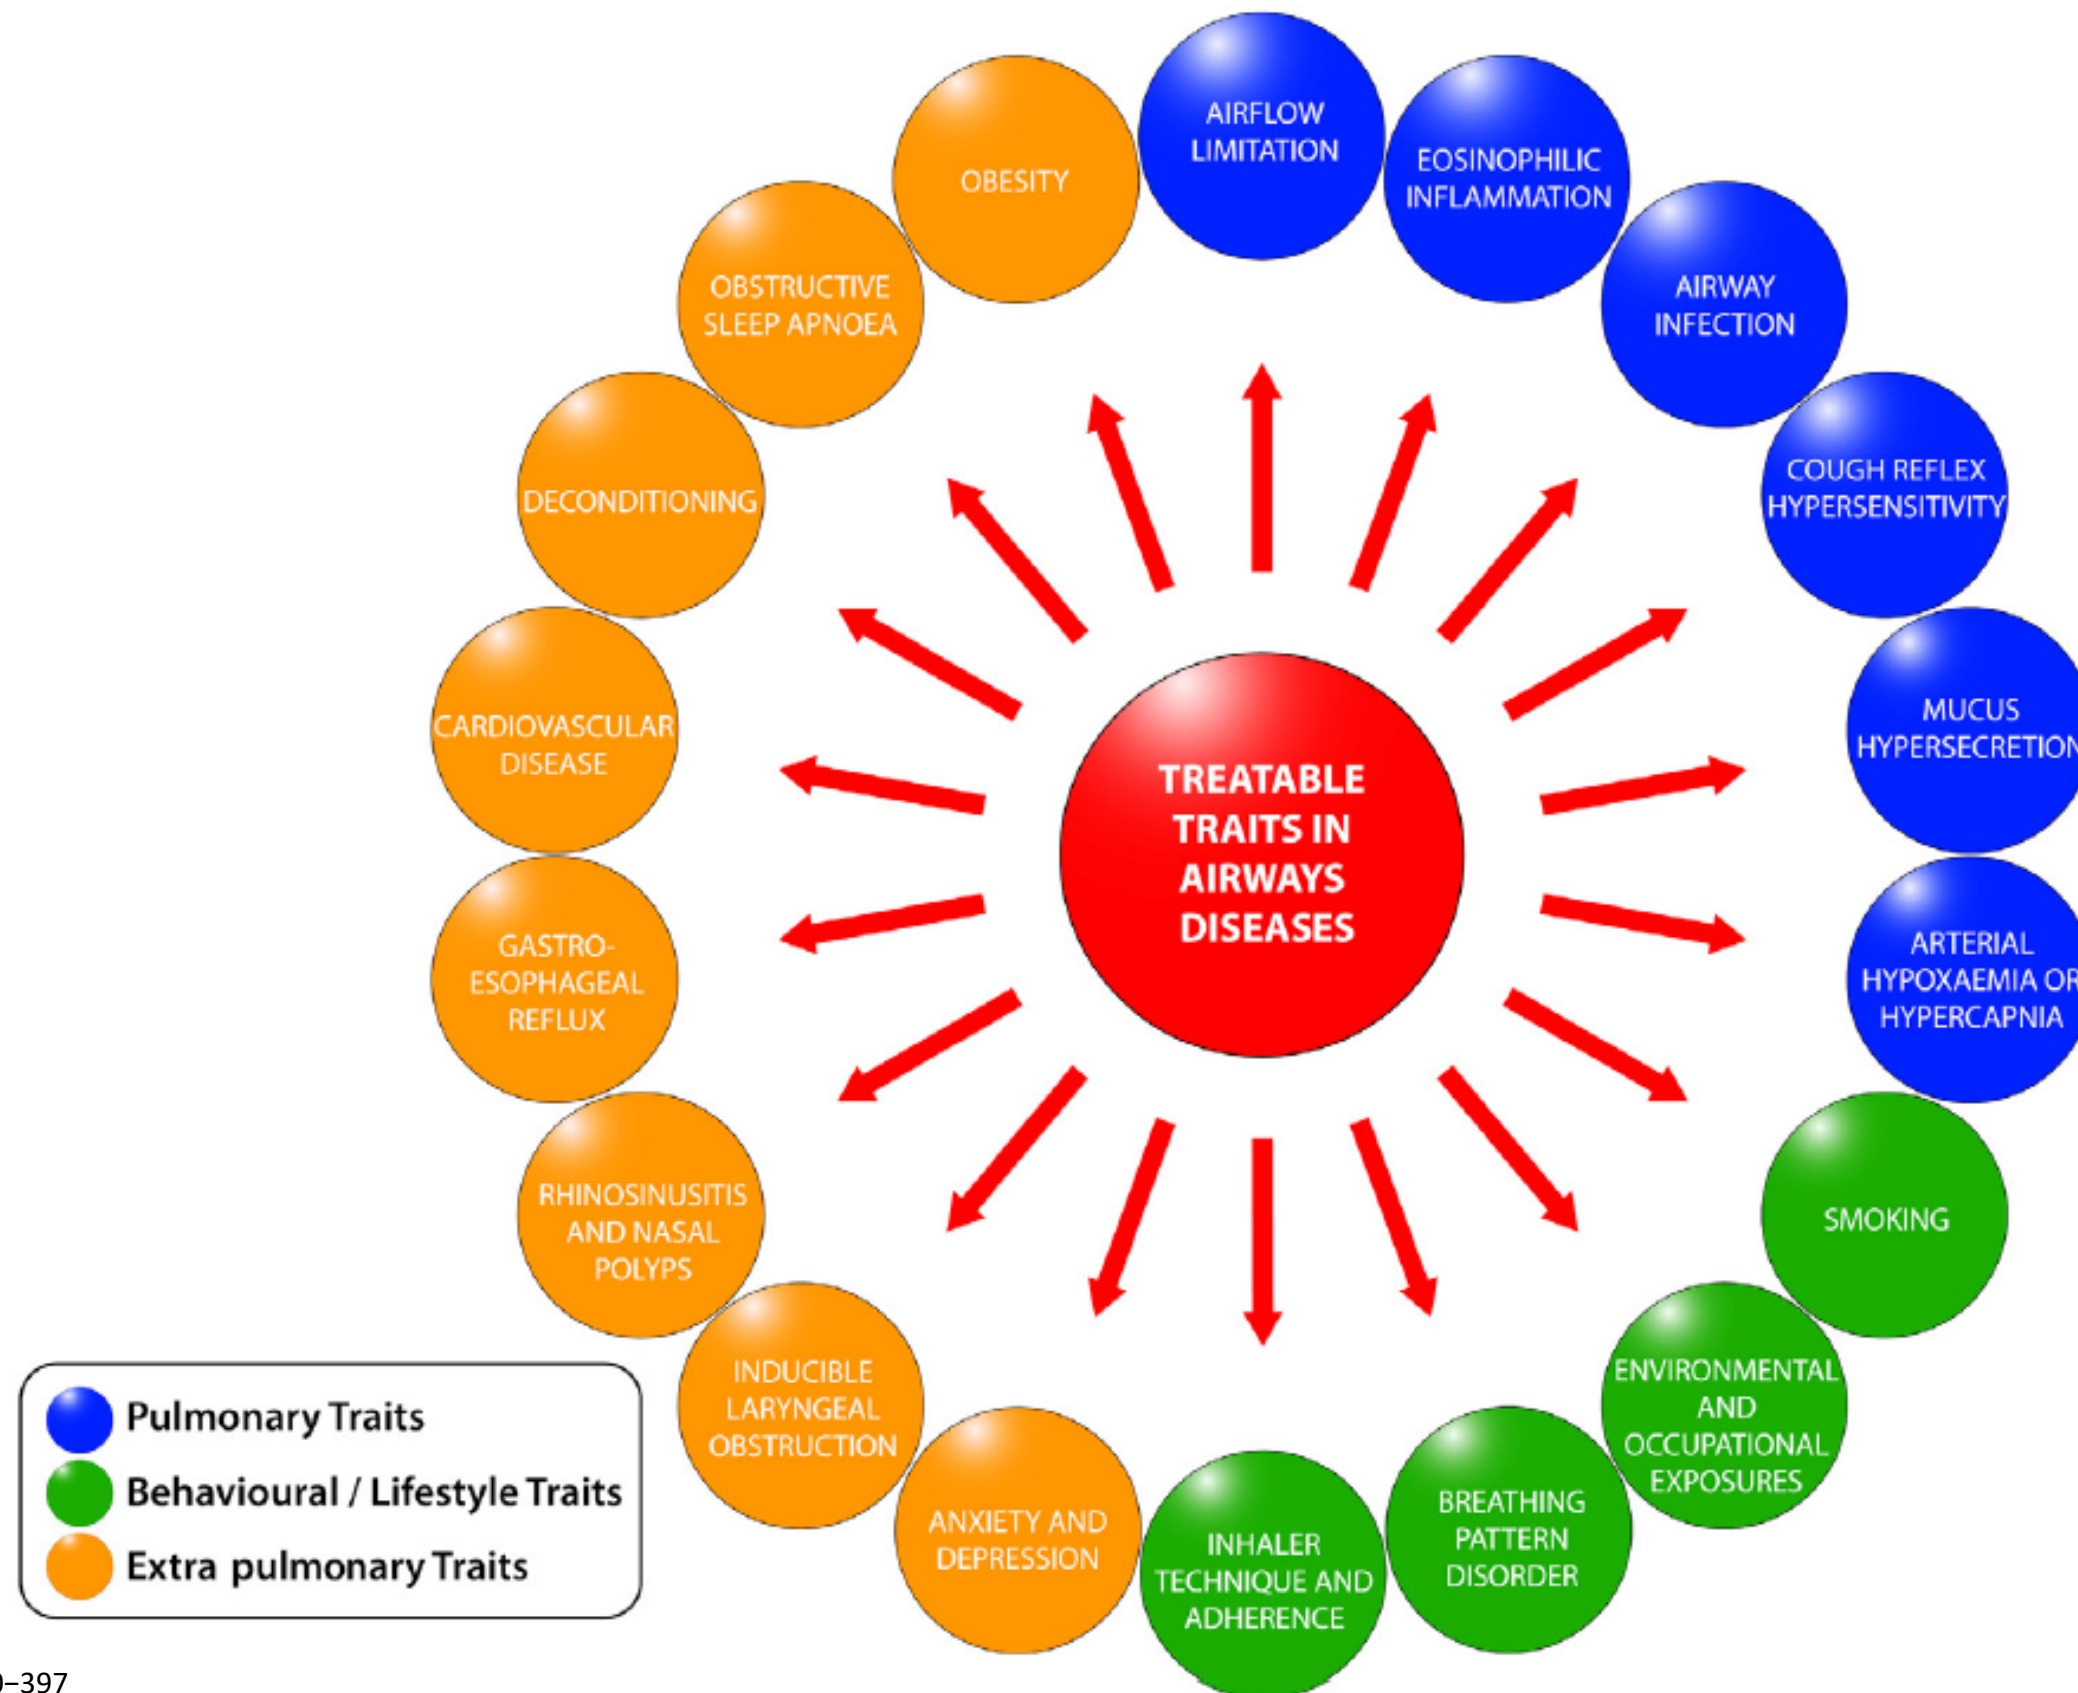 AIRFLOW
LIMITATION
EOSINOPHILIC
INFLAMMATION
AIRWAY
INFECTION
COUGH REFLEX
HYPERSENSITIVITY
MUCUS
HYPERSECRETION
ARTERIAL
HYPOXAEMIA OR
HYPERCAPNIA
SMOKING
ENVIRONMENTAL
AND
OCCUPATIONAL
EXPOSURES
BREATHING
PATTERN
DISORDER
INHALER
TECHNIQUE AND
ADHERENCE
ANXIETY AND
DEPRESSION
INDUCIBLE
LARYNGEAL
OBSTRUCTION
RHINOSINUSITIS
AND NASAL
POLYPS
GASTRO-
ESOPHAGEAL
REFLUX
CARDIOVASCULAR
DISEASE
DECONDITIONING
OBSTRUCTIVE
SLEEP APNOEA
OBESITY
TREATABLE
TRAITS IN
AIRWAYS
DISEASES
Pulmonary Traits
Behavioural / Lifestyle Traits
Extra pulmonary Traits
–397